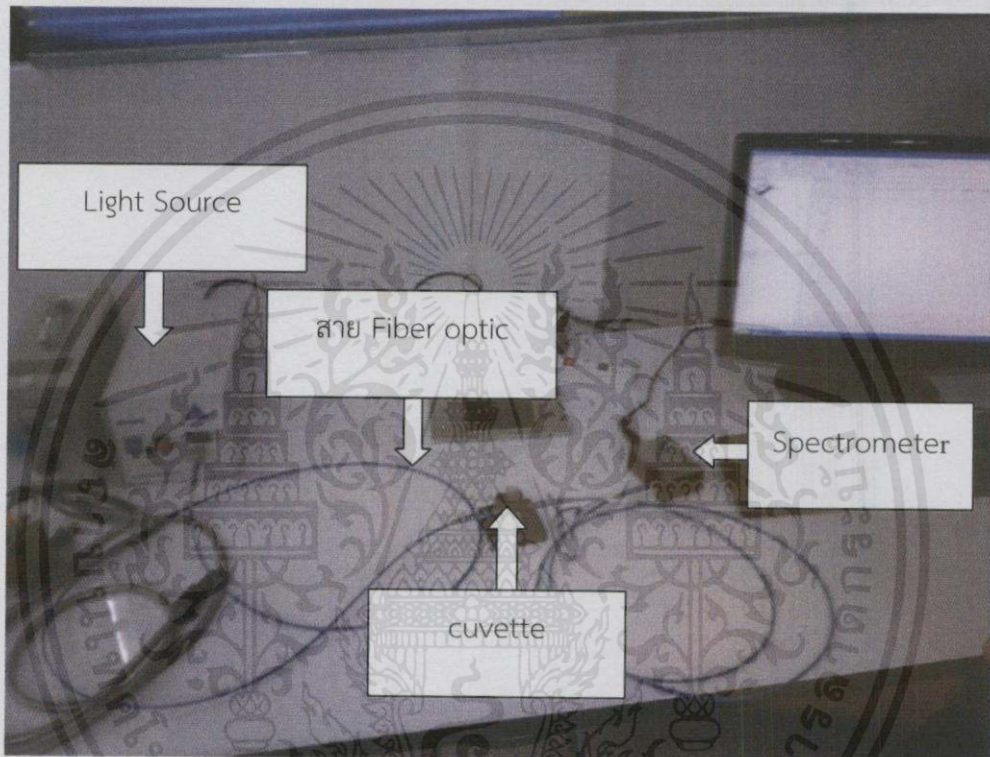 Light Source
สาย Fiber optic
Spectrometer
cuvette